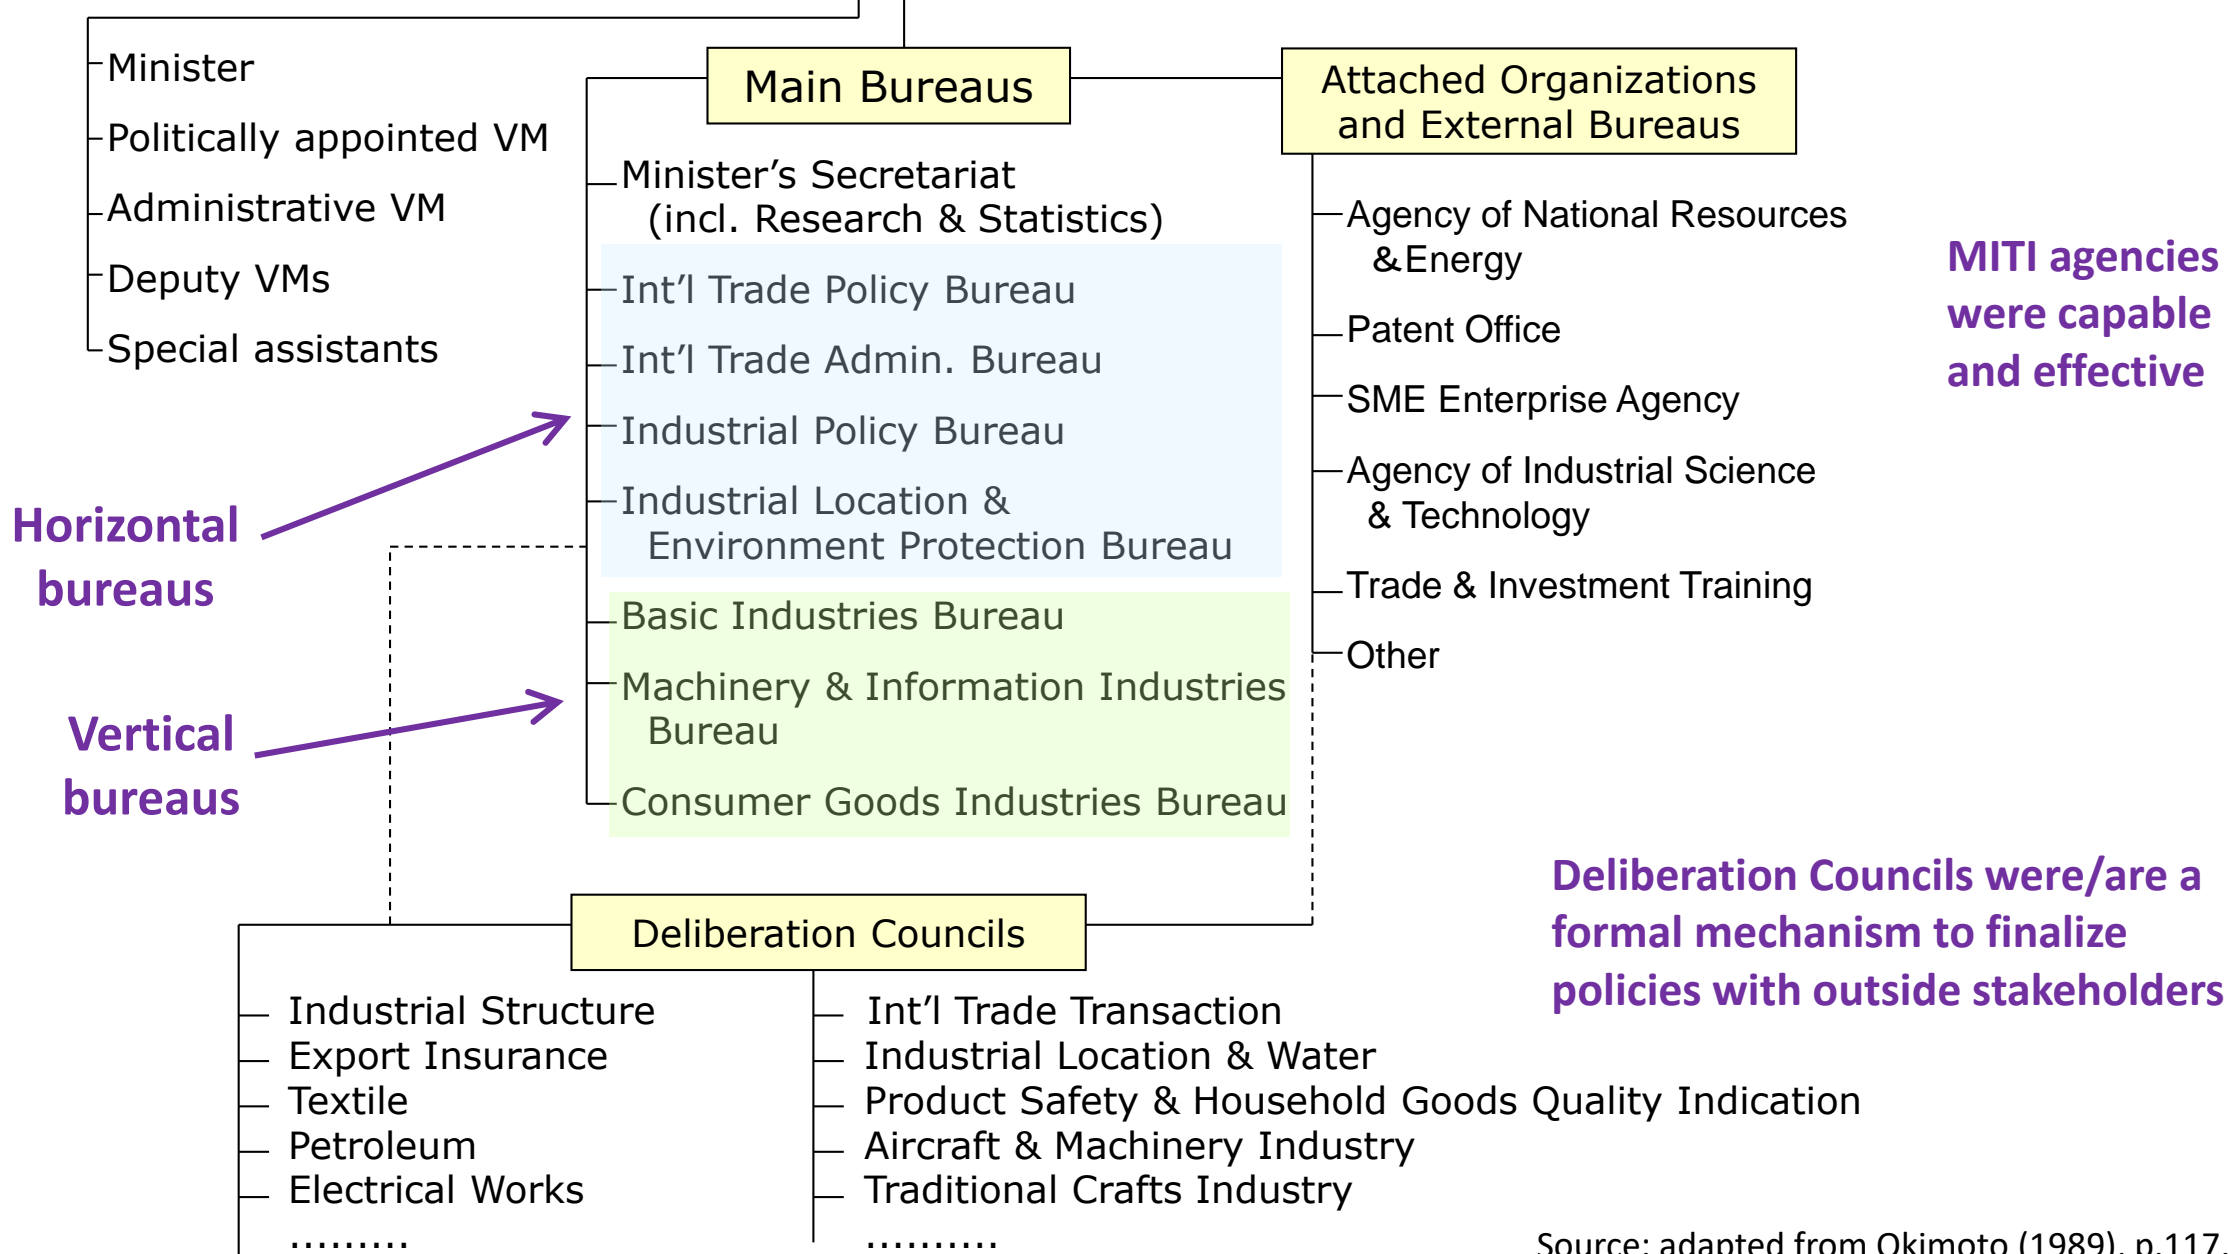 Minister
Politically appointed VM
Administrative VM
Deputy VMs
Special assistants
Main Bureaus
Minister’s Secretariat
(incl. Research & Statistics)
Int’l Trade Policy Bureau
Int’l Trade Admin. Bureau
Industrial Policy Bureau
Industrial Location &
Environment Protection Bureau
Basic Industries Bureau
Machinery & Information Industries
Bureau
Consumer Goods Industries Bureau
Attached Organizations
and External Bureaus
Agency of National Resources
&Energy
Patent Office
SME Enterprise Agency
Agency of Industrial Science
& Technology
Trade & Investment Training
Other
MITI agencies
were capable
and effective
Horizontal
bureaus
Vertical
bureaus
Deliberation Councils
Industrial Structure
Export Insurance
Textile
Petroleum
Electrical Works
.........
Int’l Trade Transaction
Industrial Location & Water
Product Safety & Household Goods Quality Indication
Aircraft & Machinery Industry
Traditional Crafts Industry
..........
Deliberation Councils were/are a
formal mechanism to finalize
policies with outside stakeholders
Source: adapted from Okimoto (1989), p.117.